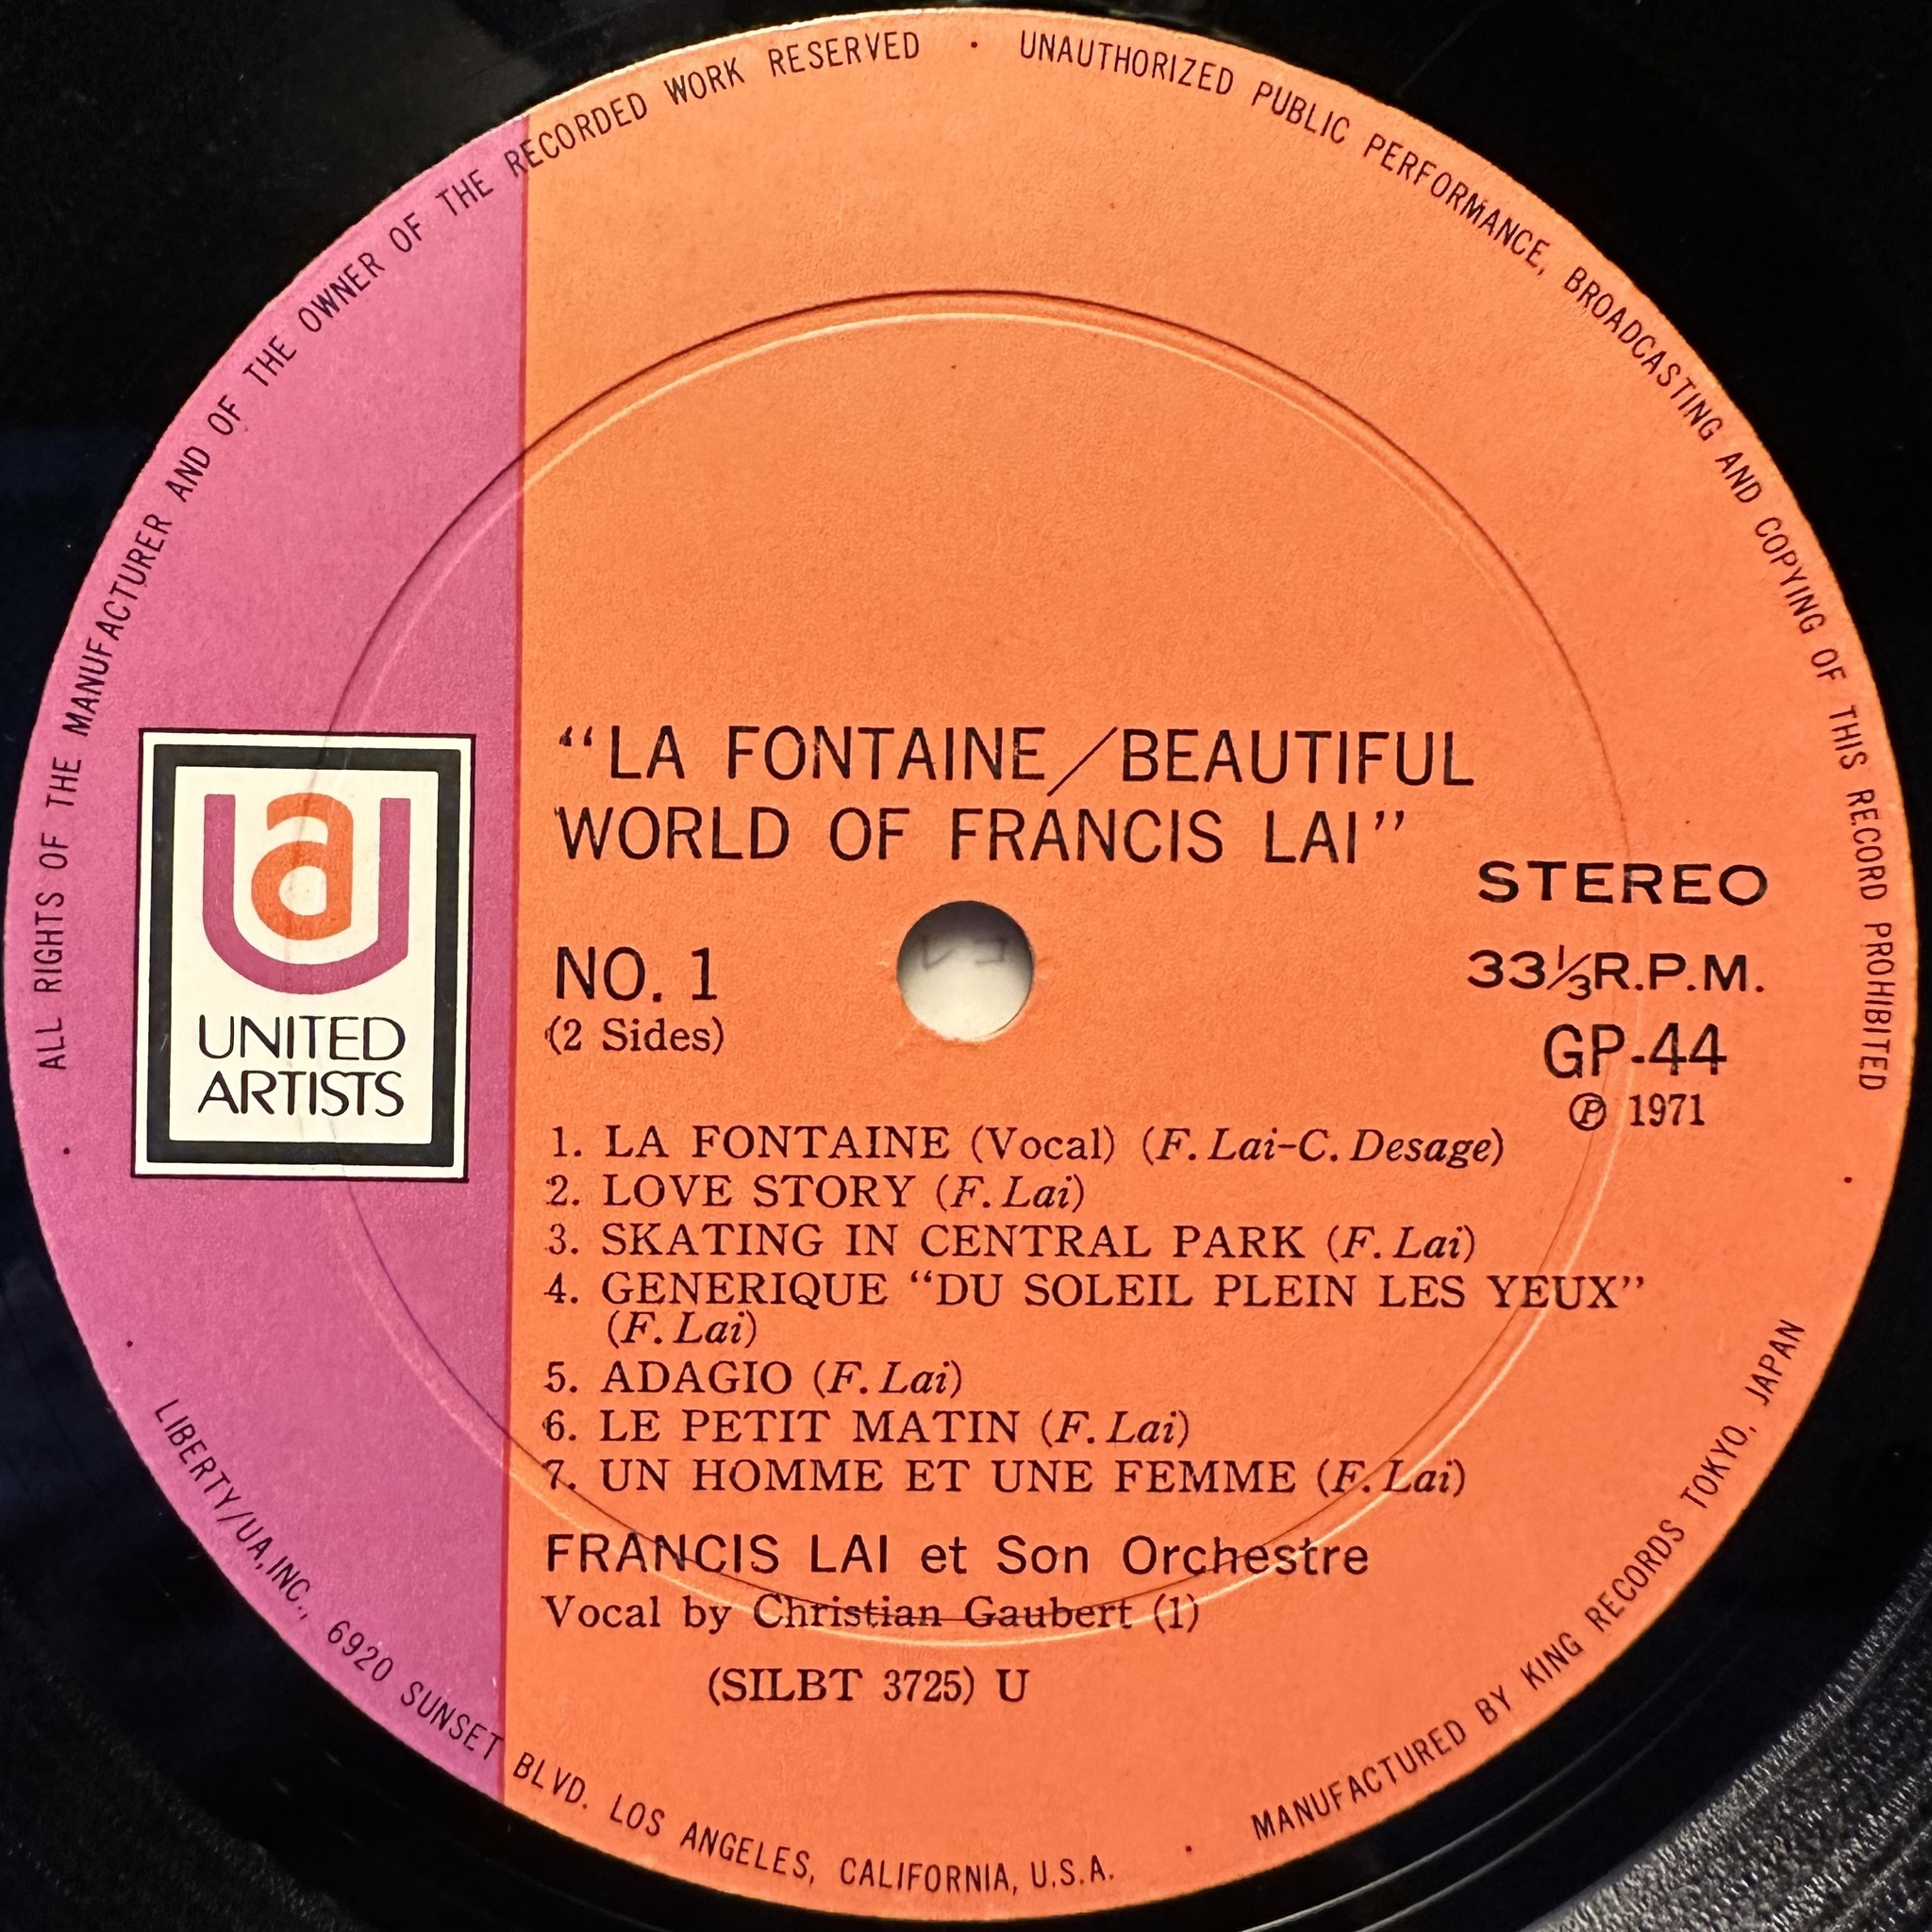 ALL RIGHTS OF THE MANUFACTURER AND OF THE OWNER OF THE RECORDED WORK RESERVED · UNAUTHORIZED PUBLIC PERFORMANCE, BROADCASTING AND COPYING OF THIS RECORD PROHIBITED ·
"LA FONTAINE/BEAUTIFUL
WORLD OF FRANCIS LAI"
ua
UNITED
ARTISTS
STEREO
NO. 1
(2 Sides)
33⅓R.P.M.
GP-44
Ⓟ 1971
1. LA FONTAINE (Vocal) (F. Lai-C. Desage)
2. LOVE STORY (F. Lai)
3. SKATING IN CENTRAL PARK (F. Lai)
4. GENERIQUE "DU SOLEIL PLEIN LES YEUX"
(F. Lai)
5. ADAGIO (F. Lai)
6. LE PETIT MATIN (F. Lai)
7. UN HOMME ET UNE FEMME (F. Lai)
FRANCIS LAI et Son Orchestre
Vocal by Christian Gaubert (1)
(SILBT 3725) U
LIBERTY/UA,INC., 6920 SUNSET BLVD. LOS ANGELES, CALIFORNIA, U.S.A. · MANUFACTURED BY KING RECORDS TOKYO, JAPAN